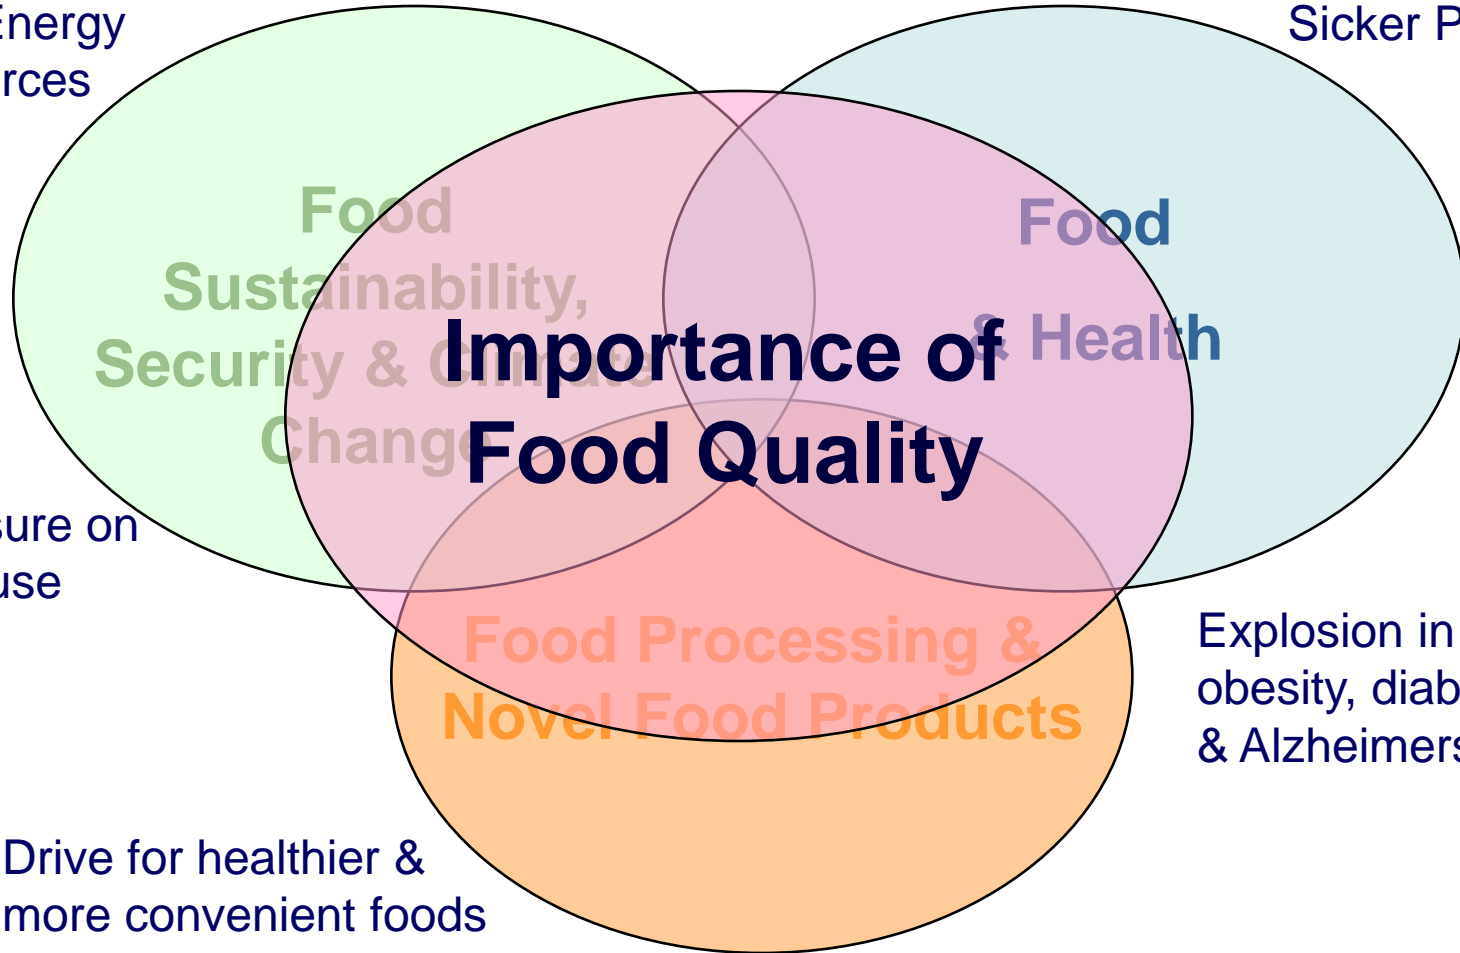 Energy
rces
Sicker P
Food
Sustainability,
Security & Climate
Change
Food
& Health
Importance of
Food Quality
sure on
use
Food Processing &
Novel Food Products
Explosion in
obesity, diab
& Alzheimers
Drive for healthier &
more convenient foods